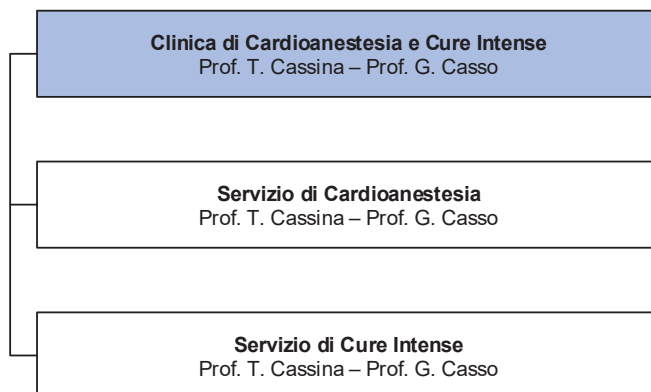 Clinica di Cardioanestesia e Cure Intense
Prof. T. Cassina – Prof. G. Casso
Servizio di Cardioanestesia
Prof. T. Cassina – Prof. G. Casso
Servizio di Cure Intense
Prof. T. Cassina – Prof. G. Casso